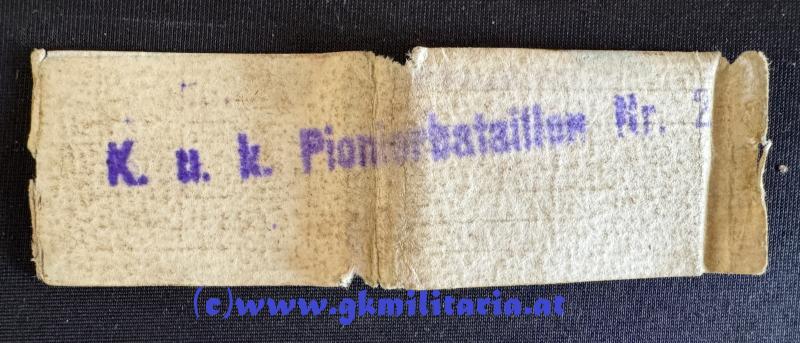 K. u. k. Pionierbataillon Nr. 2
(c)www.gkmilitaria.at